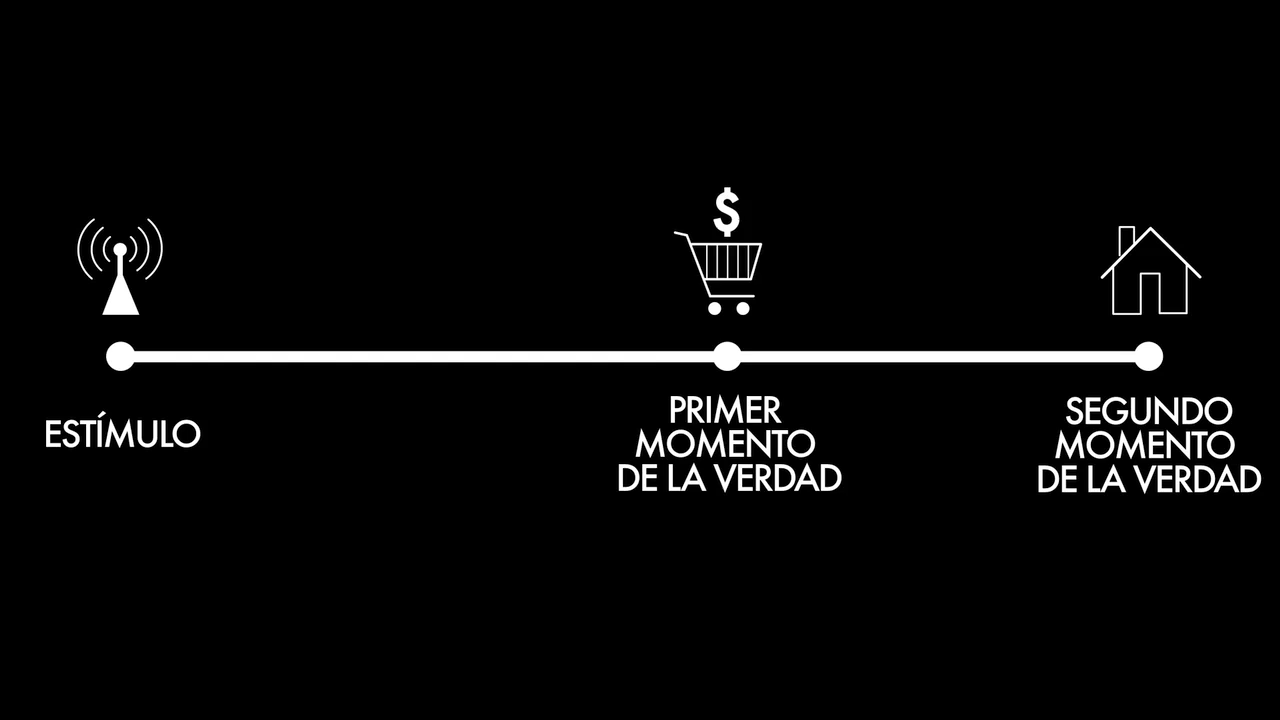 $
ESTÍMULO
PRIMER
MOMENTO
DE LA VERDAD
SEGUNDO
MOMENTO
DE LA VERDAD